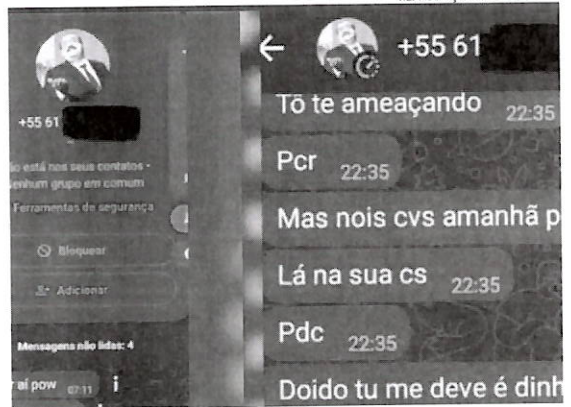 +55 61
não está nos seus contatos •
Nenhum grupo em comum
Ferramentas de segurança
Bloquear
Adicionar
Mensagens não lidas: 4
aí pow 07:11
+55 61
Tô te ameaçando 22:35
Pcr 22:35
Mas nois cvs amanhã p
Lá na sua cs 22:35
Pdc 22:35
Doido tu me deve é dinh